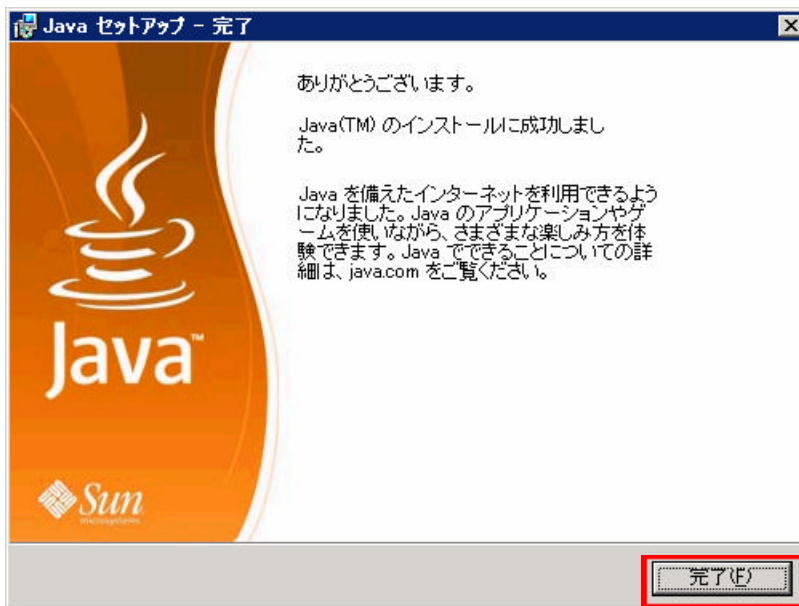 Java セットアップ - 完了
ありがとうございます。
Java(TM) のインストールに成功しまし
た。
Java を備えたインターネットを利用できるよう
になりました。Java のアプリケーションやゲ
ームを使いながら、さまざまな楽しみ方を体
験できます。Java でできることについての詳
細は、java.com をご覧ください。
Java™
Sun
microsystems
完了(F)